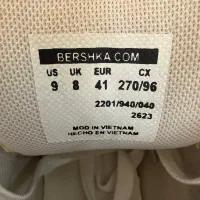 BERSHKA.COM
US UK EUR CX
9 8 41 270/96
2201/940/040
2623
MADE IN VIETNAM
HECHO EN VIETNAM